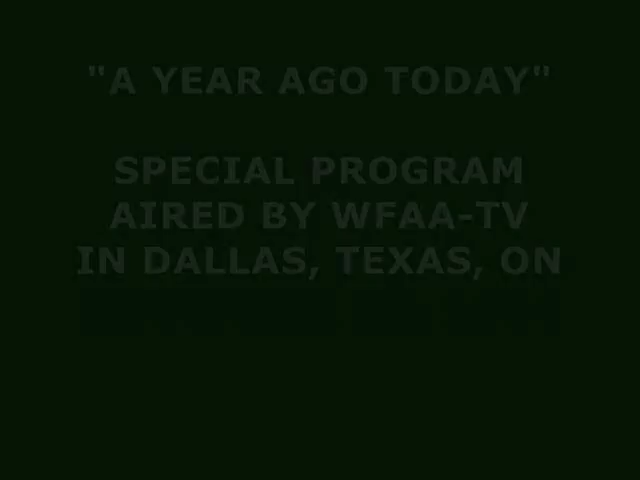 "A YEAR AGO TODAY"
SPECIAL PROGRAM
AIRED BY WFAA-TV
IN DALLAS, TEXAS, ON